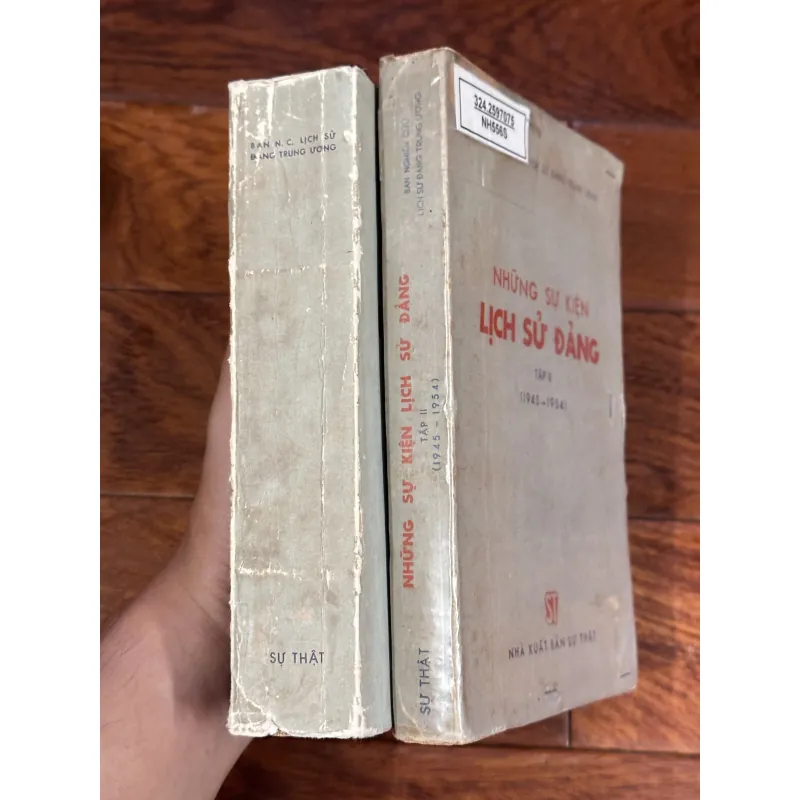 BAN N. C. LỊCH SỬ
ĐẢNG TRUNG ƯƠNG
SỰ THẬT
BAN NGHIÊN CỨU
LỊCH SỬ ĐẢNG TRUNG ƯƠNG
NHỮNG SỰ KIỆN LỊCH SỬ ĐẢNG
TẬP II
(1945 – 1954)
SỰ THẬT
324.2597075
NH556S
NHỮNG SỰ KIỆN
LỊCH SỬ ĐẢNG
TẬP II
(1945 – 1954)
ST
NHÀ XUẤT BẢN SỰ THẬT